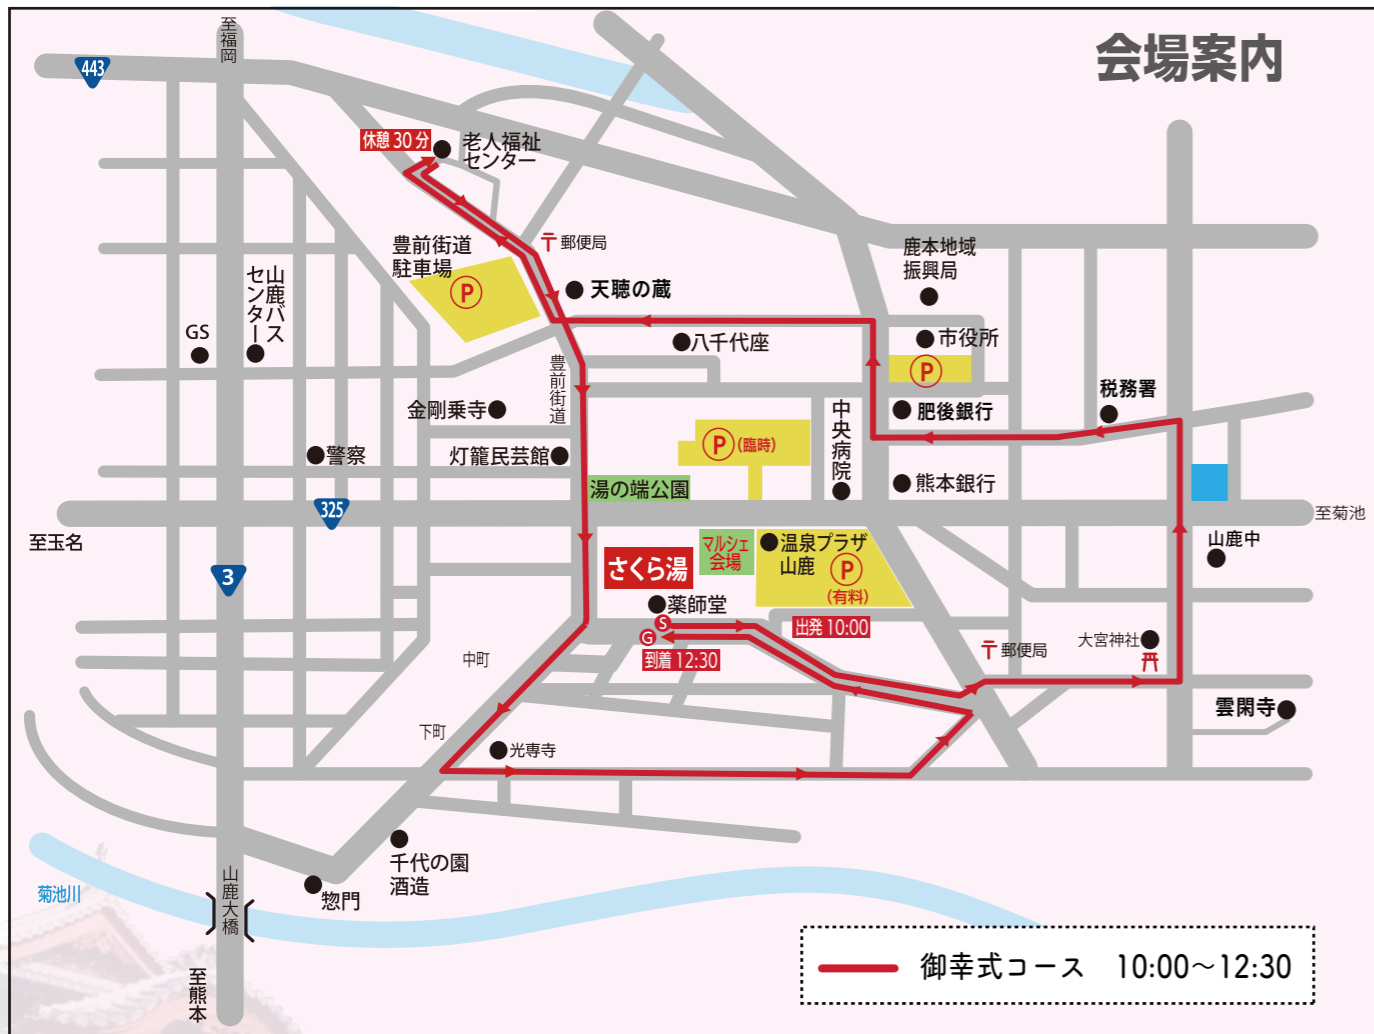 会場案内
至福岡
443
休憩 30 分
老人福祉
センター
郵便局
豊前街道
駐車場
P
天聴の蔵
鹿本地域
振興局
山鹿バス
センター
GS
八千代座
市役所
P
豊前街道
税務署
金剛乗寺
中央病院
肥後銀行
P
(臨時)
警察
灯籠民芸館
熊本銀行
湯の端公園
325
至玉名
至菊池
山鹿中
マルシェ
会場
温泉プラザ
山鹿
P
(有料)
さくら湯
3
薬師堂
S
出発 10:00
G
到着 12:30
大宮神社
郵便局
中町
雲閑寺
下町
光専寺
千代の園
酒造
惣門
菊池川
山鹿大橋
至熊本
御幸式コース 10:00～12:30